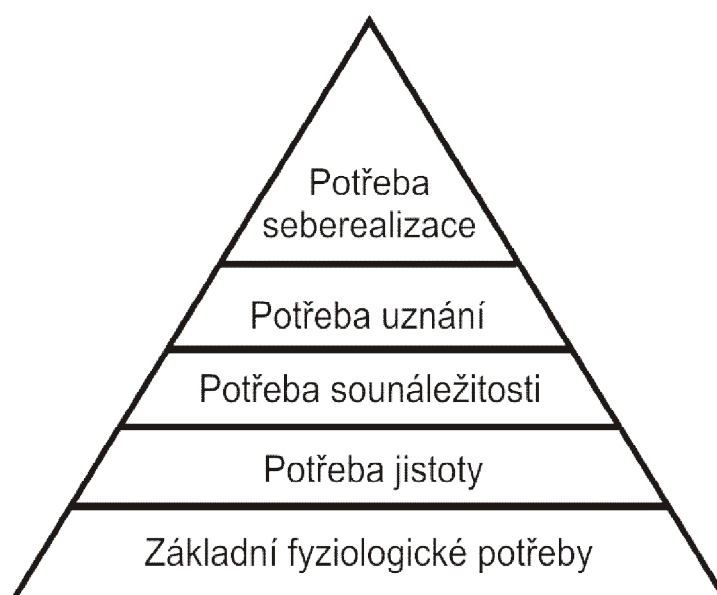 Potřeba
seberealizace
Potřeba uznání
Potřeba sounáležitosti
Potřeba jistoty
Základní fyziologické potřeby